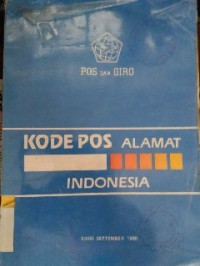 POS DAN GIRO
KODE POS ALAMAT
INDONESIA
EDISI SEPTEMBER